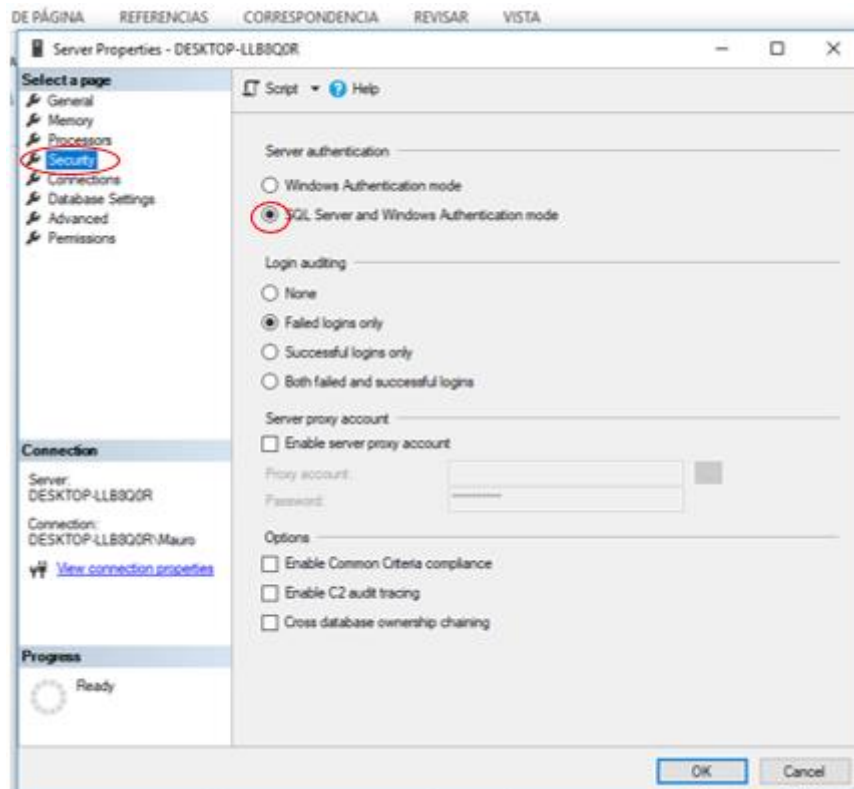 DE PÁGINA REFERENCIAS CORRESPONDENCIA REVISAR VISTA
Server Properties - DESKTOP-LLB8Q0R
Select a page
General
Memory
Processors
Security
Connections
Database Settings
Advanced
Permissions
Script Help
Server authentication
Windows Authentication mode
SQL Server and Windows Authentication mode
Login auditing
None
Failed logins only
Successful logins only
Both failed and successful logins
Server proxy account
Enable server proxy account
Proxy account:
Password:
Options
Enable Common Criteria compliance
Enable C2 audit tracing
Cross database ownership chaining
Connection
Server:
DESKTOP-LLB8Q0R
Connection:
DESKTOP-LLB8Q0R\Mauro
View connection properties
Progress
Ready
OK Cancel